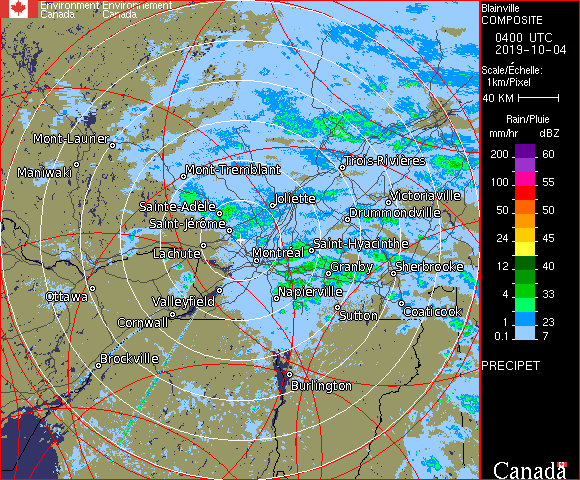 Environment Environnement
Canada Canada
Blainville
COMPOSITE
0400 UTC
2019-10-04
Scale/Échelle:
1km/Pixel
40 KM
Rain/Pluie
mm/hr dBZ
200 60
100 55
50 50
24 45
12 40
4 33
1 23
0.1 7
PRECIPET
Canada
Mont-Laurier
Maniwaki
Mont-Tremblant
Trois-Rivières
Sainte-Adele
Joliette
Victoriaville
Drummondville
Saint-Jérôme
Lachute
Montréal
Saint-Hyacinthe
Granby
Sherbrooke
Ottawa
Valleyfield
Napierville
Coaticook
Cornwall
Sutton
Brockville
Burlington